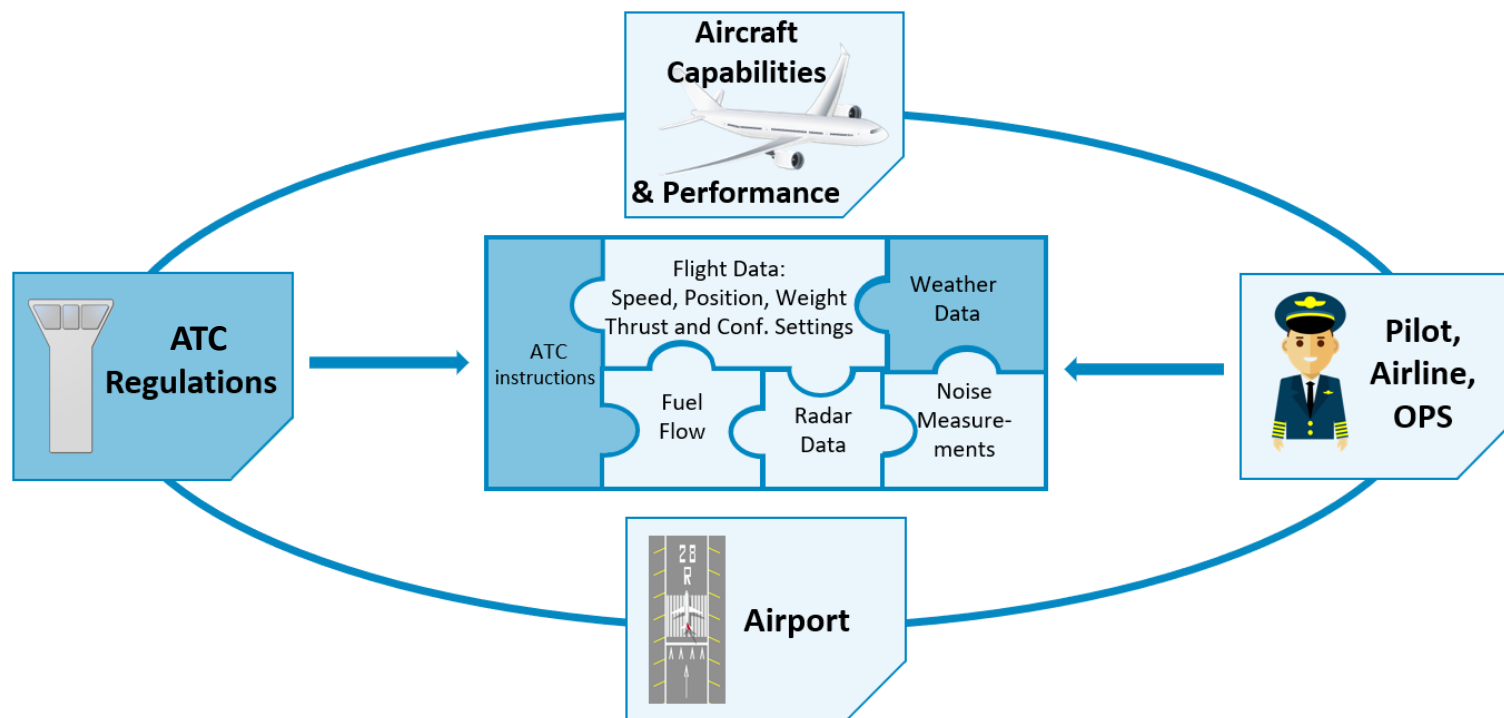 Aircraft
Capabilities
& Performance
ATC
Regulations
ATC
instructions
Flight Data:
Speed, Position, Weight
Thrust and Conf. Settings
Weather
Data
Fuel
Flow
Radar
Data
Noise
Measure-
ments
Pilot,
Airline,
OPS
28
R
Airport